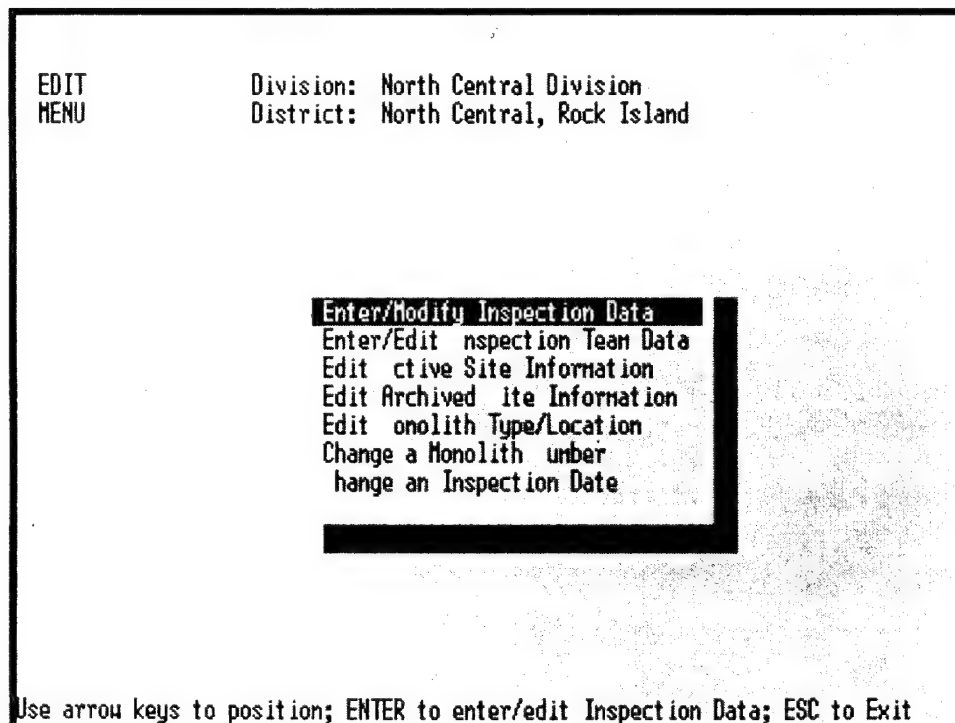 EDIT Division: North Central Division
MENU District: North Central, Rock Island
Enter/Modify Inspection Data
Enter/Edit nspection Team Data
Edit ctive Site Information
Edit Archived ite Information
Edit onolith Type/Location
Change a Monolith umber
hange an Inspection Date
Use arrow keys to position; ENTER to enter/edit Inspection Data; ESC to Exit